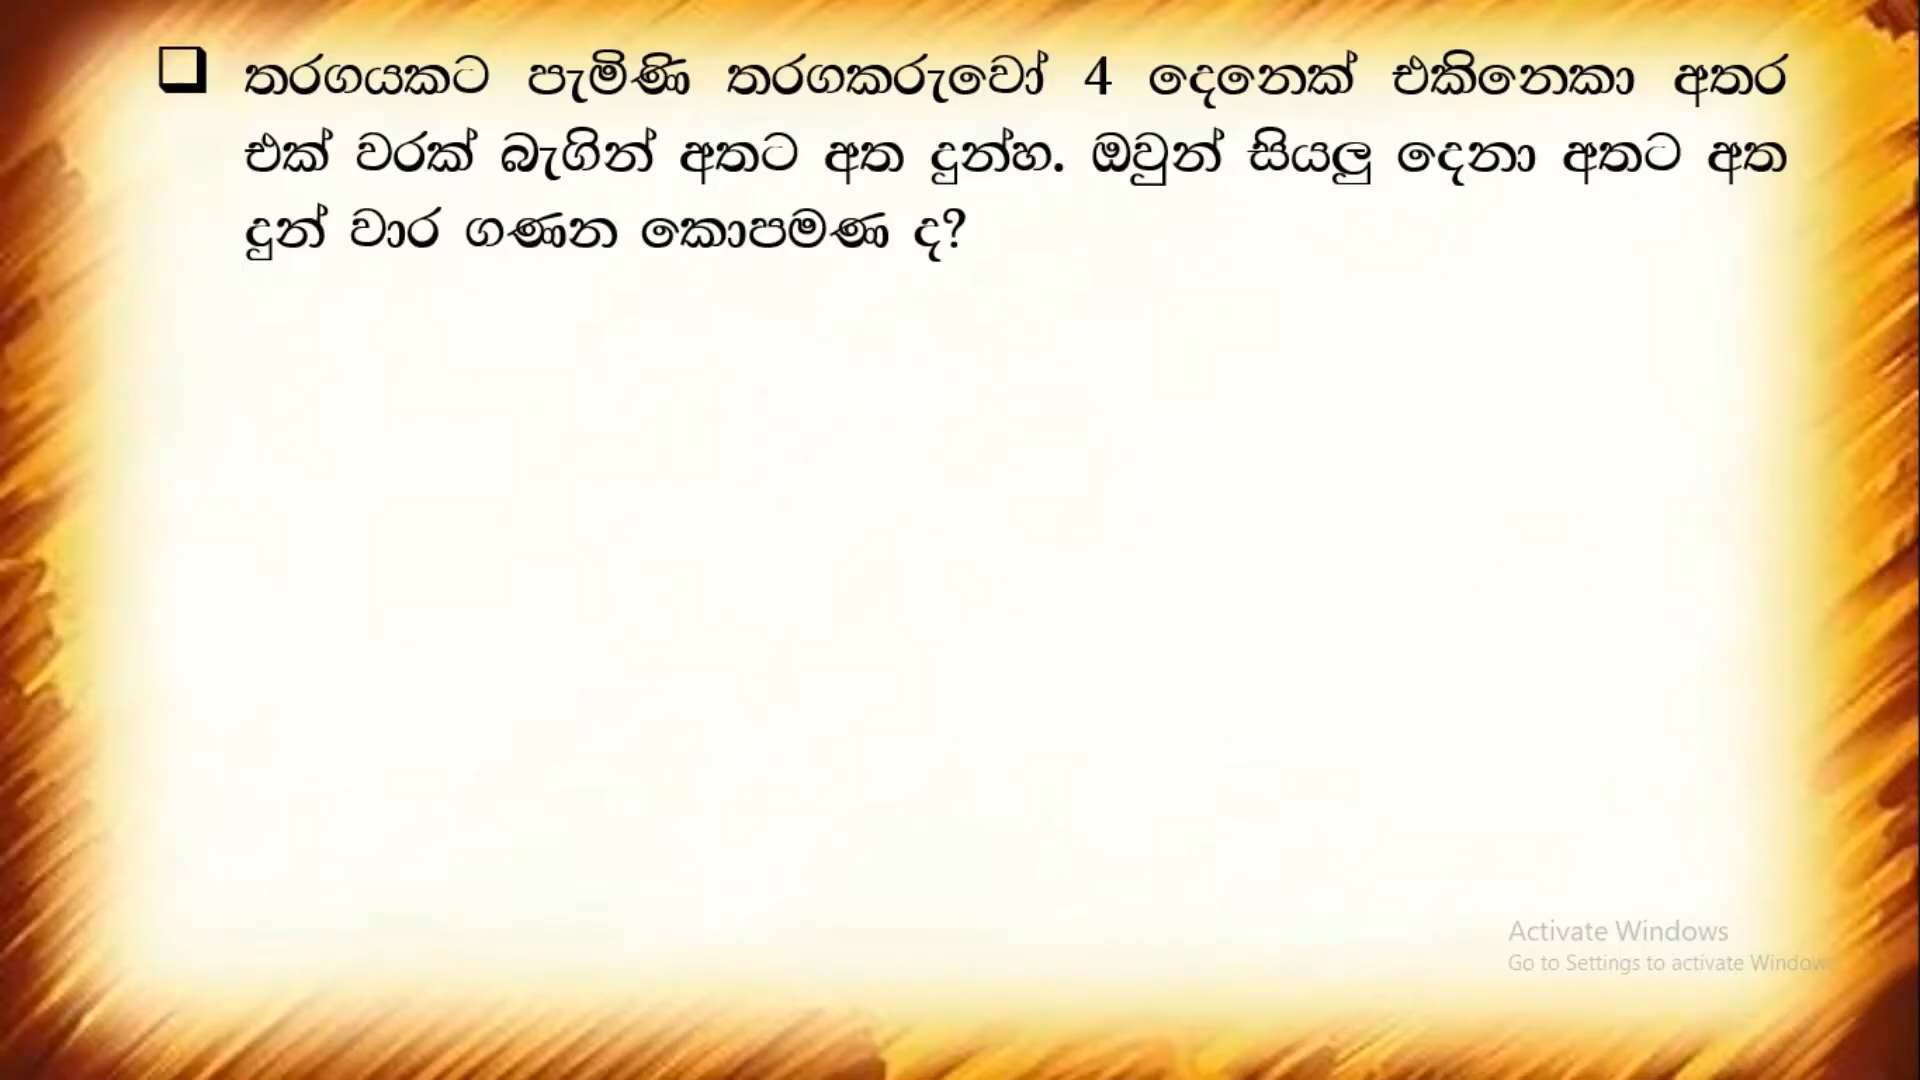 ❑ තරගයකට පැමිණි තරගකරුවෝ 4 දෙනෙක් එකිනෙකා අතර
එක් වරක් බැගින් අතට අත දුන්හ. ඔවුන් සියලු දෙනා අතට අත
දුන් වාර ගණන කොපමණ ද?
Activate Windows
Go to Settings to activate Windows